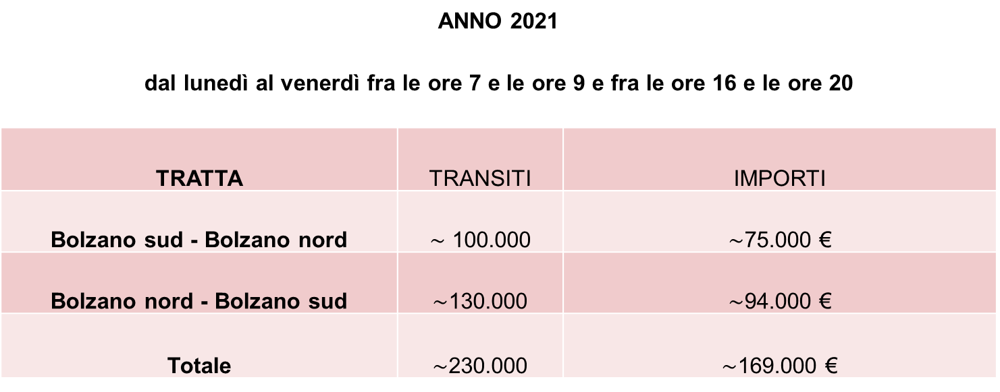 ANNO 2021
dal lunedì al venerdì fra le ore 7 e le ore 9 e fra le ore 16 e le ore 20
TRATTA TRANSITI IMPORTI
Bolzano sud - Bolzano nord ~ 100.000 ~75.000 €
Bolzano nord - Bolzano sud ~130.000 ~94.000 €
Totale ~230.000 ~169.000 €